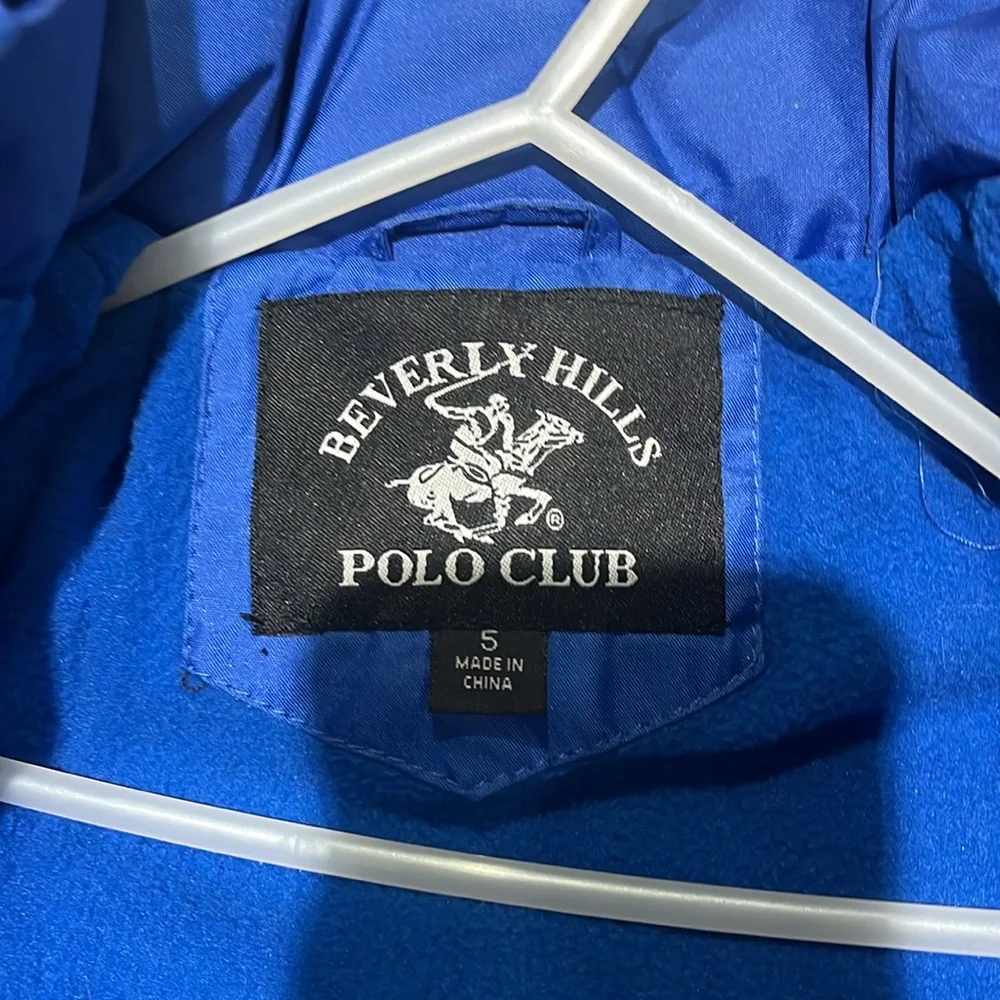 BEVERLY HILLS
®
POLO CLUB
5
MADE IN
CHINA